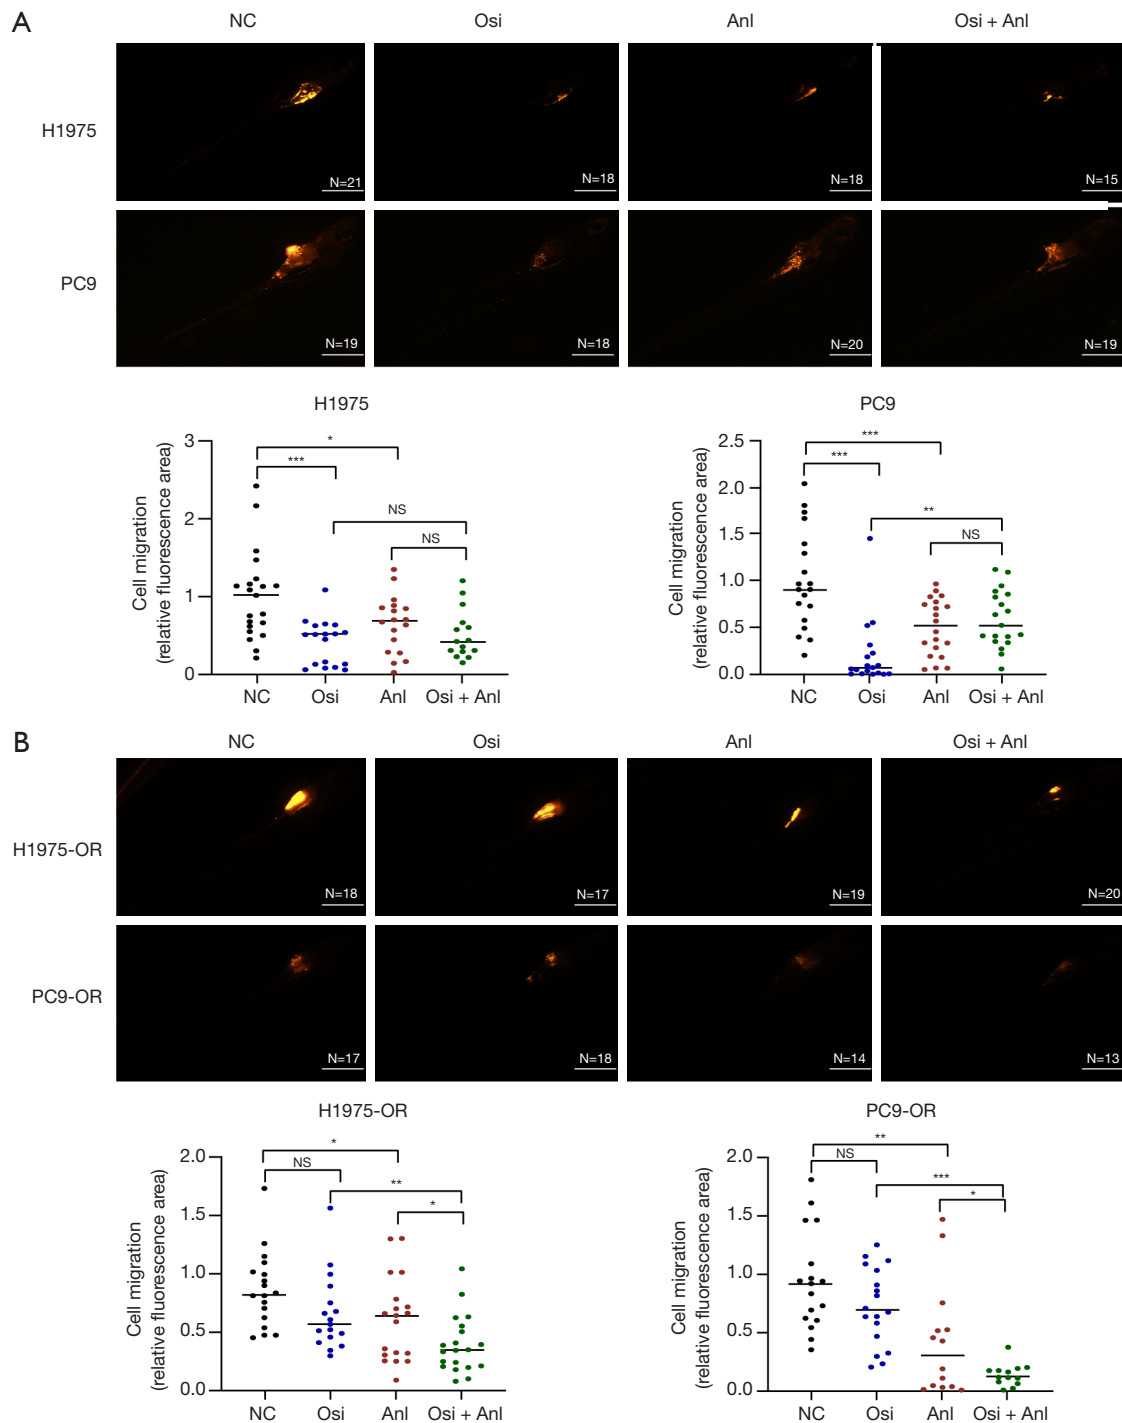 A
NC Osi Anl Osi + Anl
H1975
N=21 N=18 N=18 N=15
PC9
N=19 N=18 N=20 N=19
H1975
Cell migration
(relative fluorescence area)
3
2
1
0
*
***
NS
NS
NC Osi Anl Osi + Anl
PC9
Cell migration
(relative fluorescence area)
2.5
2.0
1.5
1.0
0.5
0.0
***
***
**
NS
NC Osi Anl Osi + Anl
B
NC Osi Anl Osi + Anl
H1975-OR
N=18 N=17 N=19 N=20
PC9-OR
N=17 N=18 N=14 N=13
H1975-OR
Cell migration
(relative fluorescence area)
2.0
1.5
1.0
0.5
0.0
*
NS
**
*
NC Osi Anl Osi + Anl
PC9-OR
Cell migration
(relative fluorescence area)
2.0
1.5
1.0
0.5
0.0
**
NS
***
*
NC Osi Anl Osi + Anl